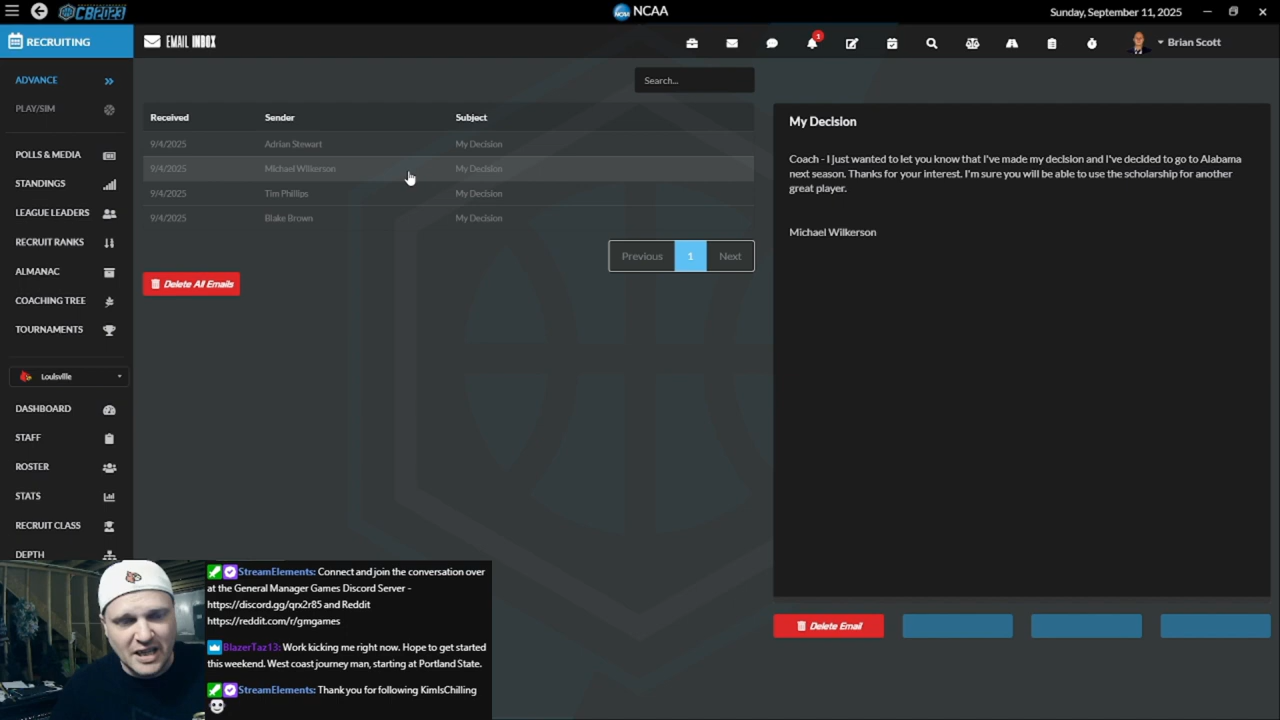 CB2023
NCAA
Sunday, September 11, 2025
RECRUITING
EMAIL INBOX
1
Brian Scott
ADVANCE
PLAY/SIM
POLLS & MEDIA
STANDINGS
LEAGUE LEADERS
RECRUIT RANKS
ALMANAC
COACHING TREE
TOURNAMENTS
Louisville
DASHBOARD
STAFF
ROSTER
STATS
RECRUIT CLASS
DEPTH
Search...
Received Sender Subject
9/4/2025 Adrian Stewart My Decision
9/4/2025 Michael Wilkerson My Decision
9/4/2025 Tim Phillips My Decision
9/4/2025 Blake Brown My Decision
Previous 1 Next
Delete All Emails
My Decision
Coach - I just wanted to let you know that I've made my decision and I've decided to go to Alabama
next season. Thanks for your interest. I'm sure you will be able to use the scholarship for another
great player.
Michael Wilkerson
Delete Email
StreamElements: Connect and join the conversation over
at the General Manager Games Discord Server -
https://discord.gg/qrx2r85 and Reddit
https://reddit.com/r/gmgames
BlazerTaz13: Work kicking me right now. Hope to get started
this weekend. West coast journey man, starting at Portland State.
StreamElements: Thank you for following KimIsChilling